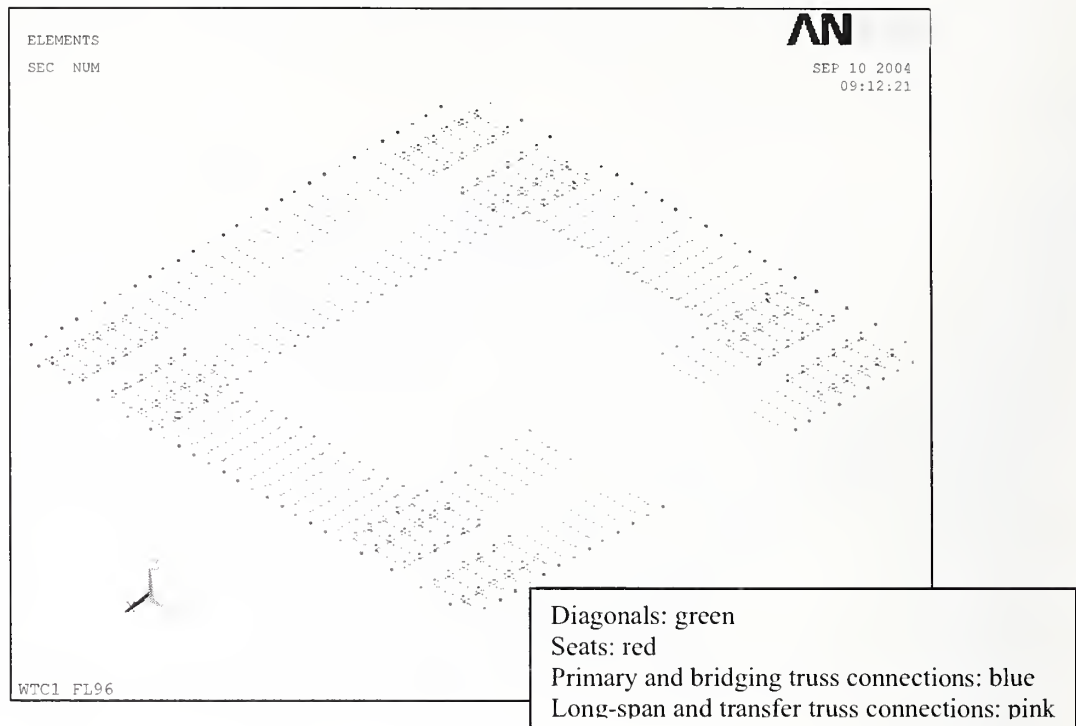 ELEMENTS
SEC NUM
AN
SEP 10 2004
09:12:21
WTC1 FL96
Diagonals: green
Seats: red
Primary and bridging truss connections: blue
Long-span and transfer truss connections: pink